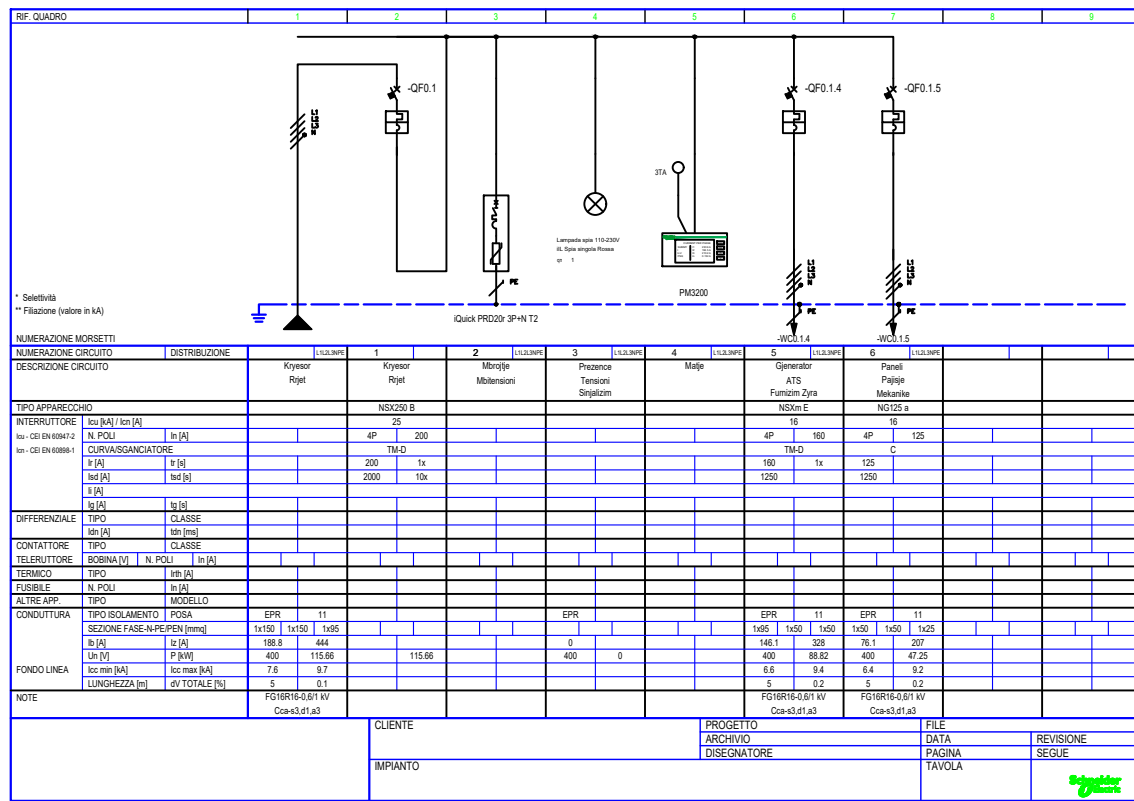 RIF. QUADRO 1 2 3 4 5 6 7 8 9
-QF0.1 -QF0.1.4 -QF0.1.5
3TA
Lampada spia 110-230V
iIL Spia singola Rossa
qt 1
PE
PM3200
PE PE
iQuick PRD20r 3P+N T2
* Selettività
** Filiazione (valore in kA)
-WC0.1.4 -WC0.1.5
NUMERAZIONE MORSETTI
NUMERAZIONE CIRCUITO DISTRIBUZIONE L1L2L3NPE 1 2 L1L2L3NPE 3 L1L2L3NPE 4 L1L2L3NPE 5 L1L2L3NPE 6 L1L2L3NPE
DESCRIZIONE CIRCUITO Kryesor Kryesor Mbrojtje Prezence Matje Gjenerator Paneli
Rrjet Rrjet Mbitensioni Tensioni ATS Pajisje
Sinjalizim Furnizim Zyra Mekanike
TIPO APPARECCHIO NSX250 B NSXm E NG125 a
INTERRUTTORE Icu [kA] / Icn [A] 25 16 16
Icu - CEI EN 60947-2 N. POLI In [A] 4P 200 4P 160 4P 125
Icn - CEI EN 60898-1 CURVA/SGANCIATORE TM-D TM-D C
Ir [A] tr [s] 200 1x 160 1x 125
Isd [A] tsd [s] 2000 10x 1250 1250
Ii [A]
Ig [A] tg [s]
DIFFERENZIALE TIPO CLASSE
Idn [A] tdn [ms]
CONTATTORE TIPO CLASSE
TELERUTTORE BOBINA [V] N. POLI In [A]
TERMICO TIPO Irth [A]
FUSIBILE N. POLI In [A]
ALTRE APP. TIPO MODELLO
CONDUTTURA TIPO ISOLAMENTO POSA EPR 11 EPR EPR 11 EPR 11
SEZIONE FASE-N-PE/PEN [mmq] 1x150 1x150 1x95 1x95 1x50 1x50 1x50 1x50 1x25
Ib [A] Iz [A] 188.8 444 0 146.1 328 76.1 207
Un [V] P [kW] 400 115.66 115.66 400 0 400 88.82 400 47.25
FONDO LINEA Icc min [kA] Icc max [kA] 7.6 9.7 6.6 9.4 6.4 9.2
LUNGHEZZA [m] dV TOTALE [%] 5 0.1 5 0.2 5 0.2
NOTE FG16R16-0,6/1 kV FG16R16-0,6/1 kV FG16R16-0,6/1 kV
Cca-s3,d1,a3 Cca-s3,d1,a3 Cca-s3,d1,a3
CLIENTE PROGETTO FILE
ARCHIVIO DATA REVISIONE
DISEGNATORE PAGINA SEGUE
IMPIANTO TAVOLA
Schneider
Electric